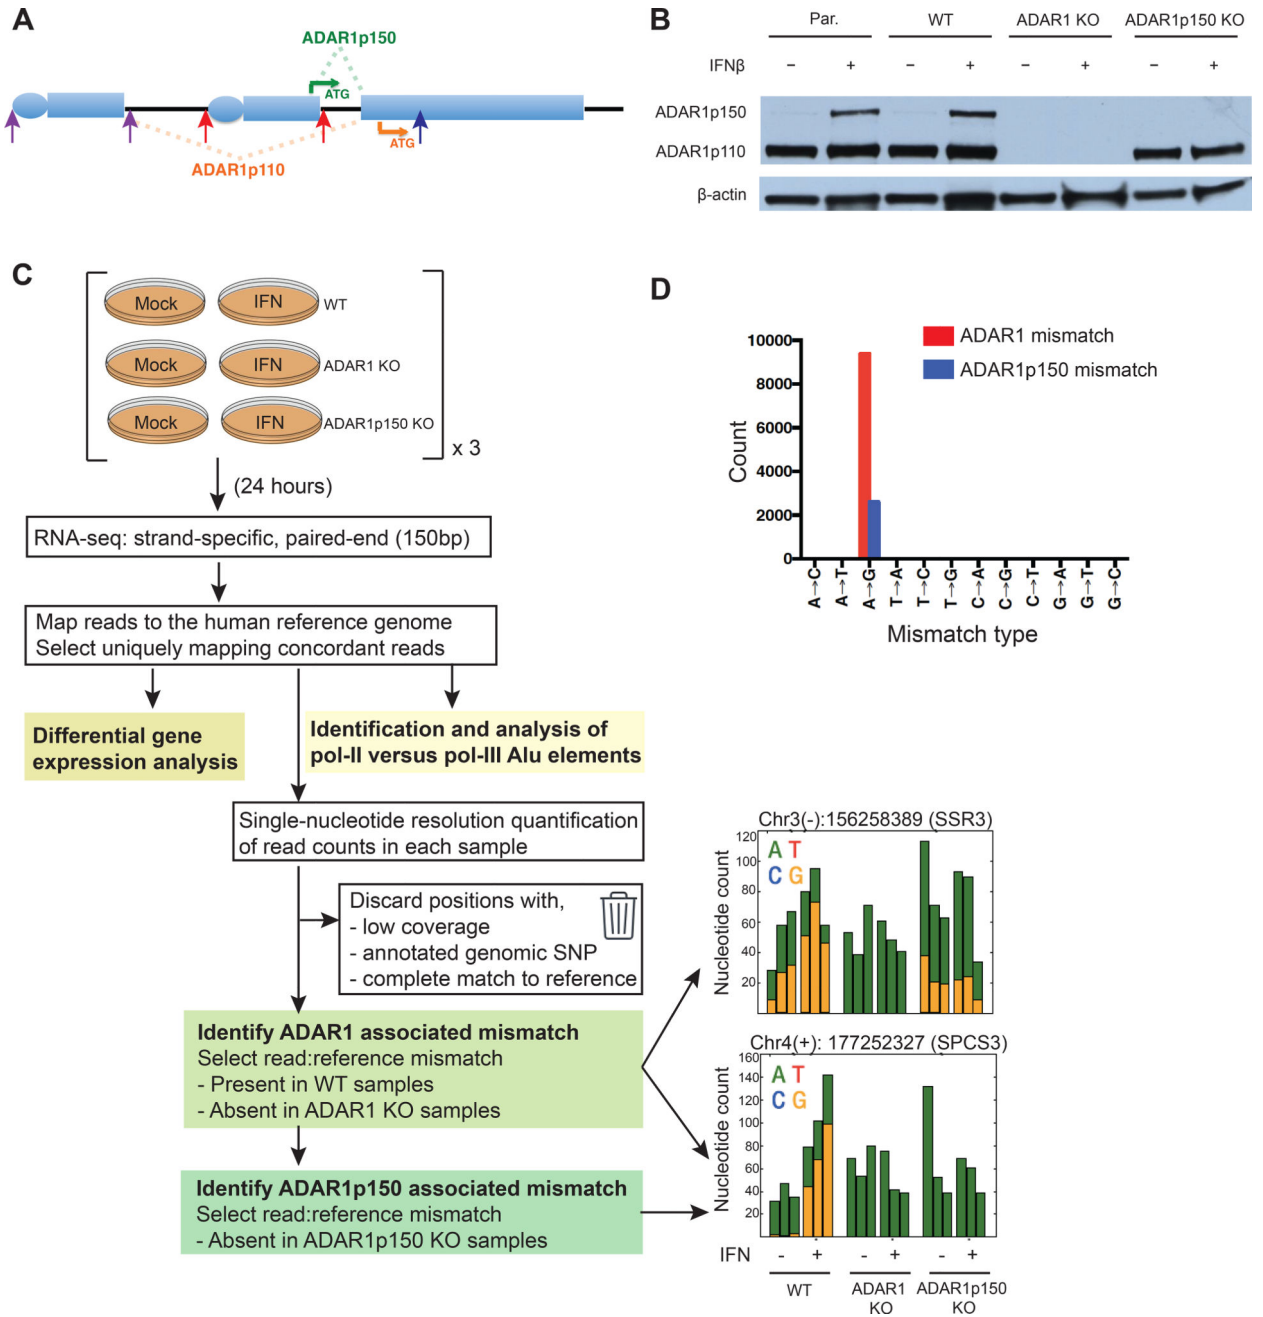 A
ADAR1p150
ATG
ATG
ADAR1p110
B
Par.
WT
ADAR1 KO
ADAR1p150 KO
IFNβ
–
+
–
+
–
+
–
+
ADAR1p150
ADAR1p110
β-actin
C
Mock
IFN
WT
Mock
IFN
ADAR1 KO
Mock
IFN
ADAR1p150 KO
x 3
(24 hours)
RNA-seq: strand-specific, paired-end (150bp)
Map reads to the human reference genome
Select uniquely mapping concordant reads
Differential gene
expression analysis
Identification and analysis of
pol-II versus pol-III Alu elements
Single-nucleotide resolution quantification
of read counts in each sample
Discard positions with,
- low coverage
- annotated genomic SNP
- complete match to reference
Identify ADAR1 associated mismatch
Select read:reference mismatch
- Present in WT samples
- Absent in ADAR1 KO samples
Identify ADAR1p150 associated mismatch
Select read:reference mismatch
- Absent in ADAR1p150 KO samples
D
ADAR1 mismatch
ADAR1p150 mismatch
Count
10000
8000
6000
4000
2000
0
A→C
A→T
A→G
T→A
T→C
T→G
C→A
C→G
C→T
G→A
G→T
G→C
Mismatch type
Chr3(-):156258389 (SSR3)
Nucleotide count
120
100
80
60
40
20
A T
C G
Chr4(+): 177252327 (SPCS3)
Nucleotide count
160
140
120
100
80
60
40
20
A T
C G
IFN
-
+
-
+
-
+
WT
ADAR1
KO
ADAR1p150
KO